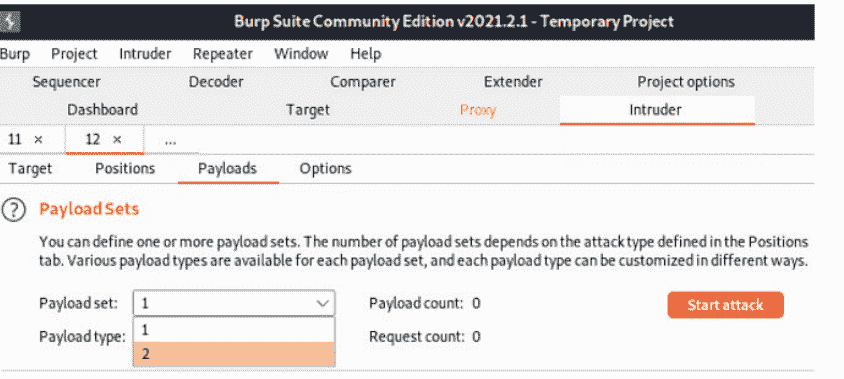 Burp Suite Community Edition v2021.2.1 - Temporary Project
Burp Project Intruder Repeater Window Help
Sequencer Decoder Comparer Extender Project options
Dashboard Target Proxy Intruder
11 × 12 × ...
Target Positions Payloads Options
? Payload Sets
You can define one or more payload sets. The number of payload sets depends on the attack type defined in the Positions
tab. Various payload types are available for each payload set, and each payload type can be customized in different ways.
Payload set: 1 Payload count: 0 Start attack
Payload type: 1 Request count: 0
2